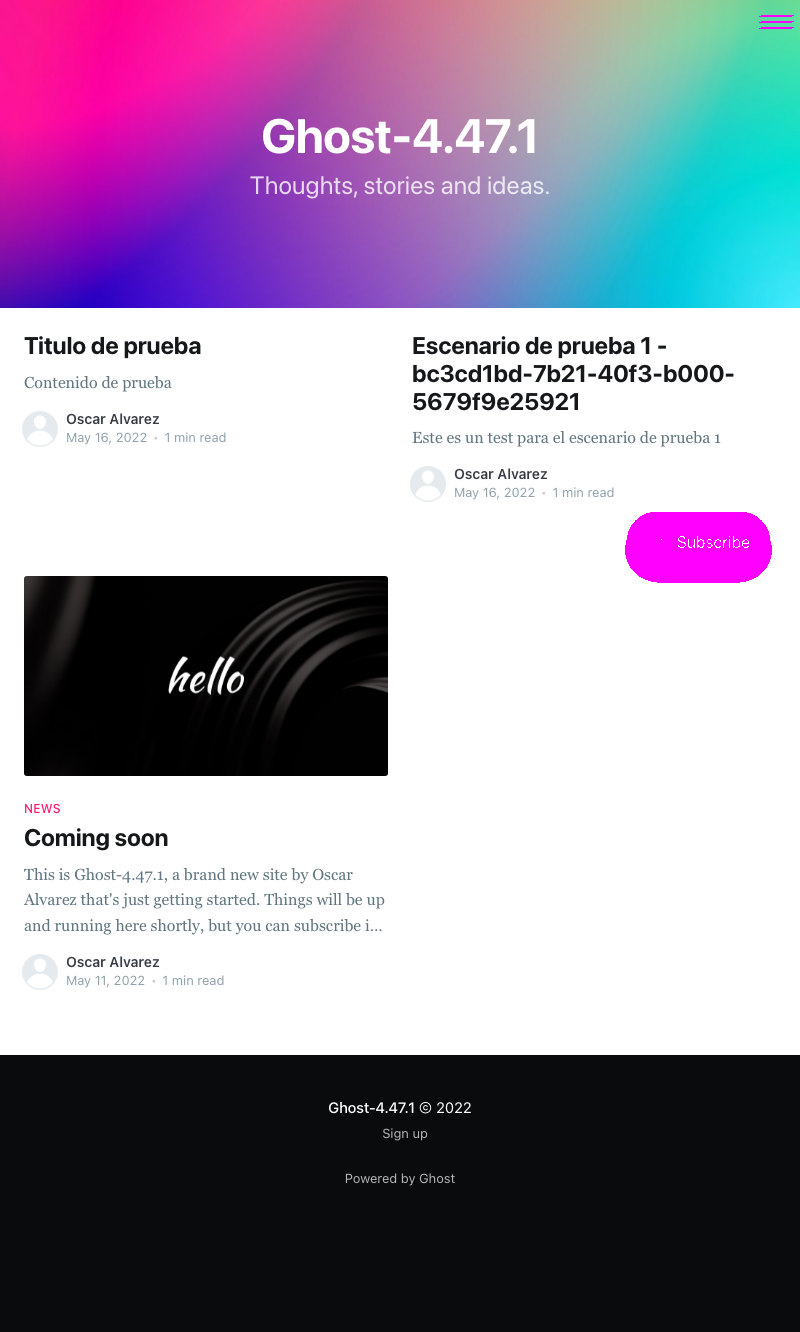 Ghost-4.47.1
Thoughts, stories and ideas.
Titulo de prueba
Contenido de prueba
Oscar Alvarez
May 16, 2022 • 1 min read
Escenario de prueba 1 -
bc3cd1bd-7b21-40f3-b000-
5679f9e25921
Este es un test para el escenario de prueba 1
Oscar Alvarez
May 16, 2022 • 1 min read
Subscribe
hello
NEWS
Coming soon
This is Ghost-4.47.1, a brand new site by Oscar
Alvarez that's just getting started. Things will be up
and running here shortly, but you can subscribe i…
Oscar Alvarez
May 11, 2022 • 1 min read
Ghost-4.47.1 © 2022
Sign up
Powered by Ghost